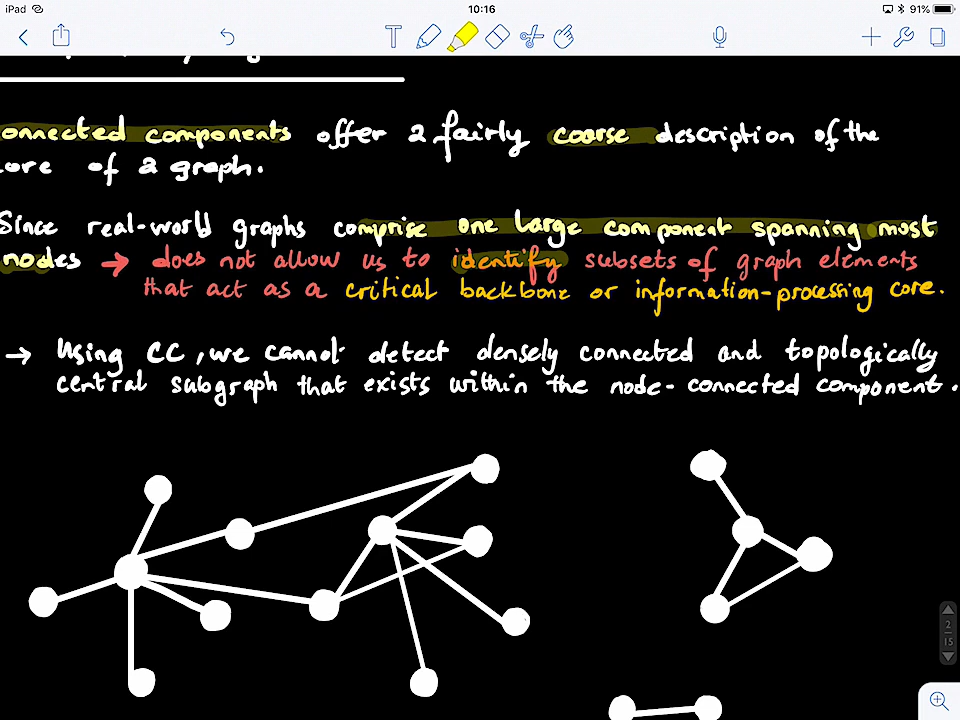 iPad
10:16
91%
T
onnected components offer a fairly coarse description of the
ore of a graph.
Since real-world graphs comprise one large component spanning most
nodes → does not allow us to identify subsets of graph elements
that act as a critical backbone or information-processing core.
→ Using CC, we cannot detect densely connected and topologically
central subgraph that exists within the node-connected component.
2
15